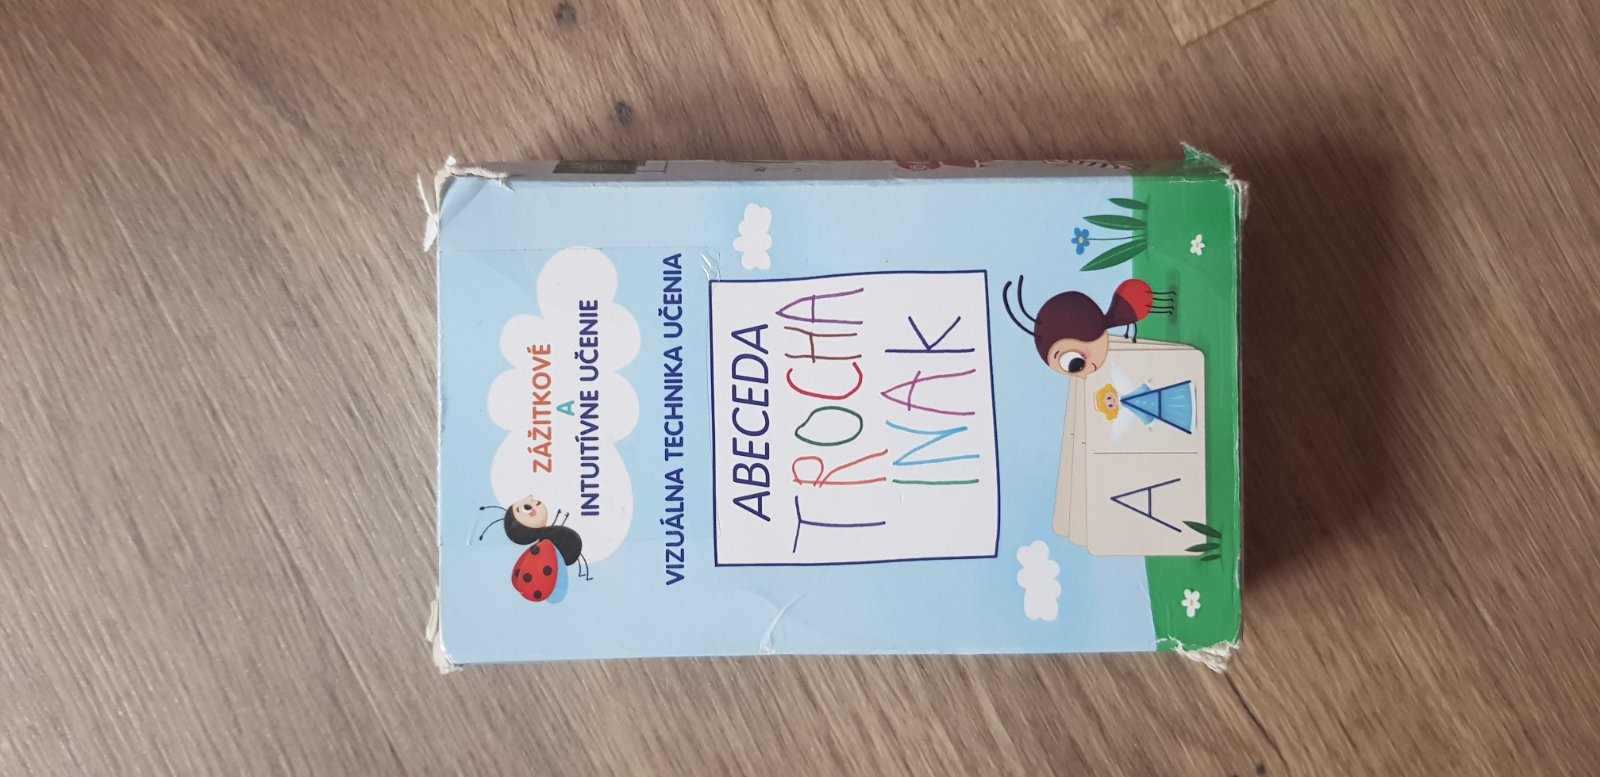 ZÁŽITKOVÉ
A
INTUITÍVNE UČENIE
VIZUÁLNA TECHNIKA UČENIA
ABECEDA
TROCHA
INAK
A
A